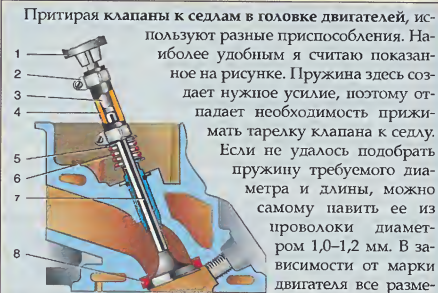 Притирая клапаны к седлам в головке двигателей, ис-
пользуют разные приспособления. На-
иболее удобным я считаю показан-
ное на рисунке. Пружина здесь соз-
дает нужное усилие, поэтому от-
падает необходимость прижи-
мать тарелку клапана к седлу.
Если не удалось подобрать
пружину требуемого диа-
метра и длины, можно
самому навить ее из
проволоки диамет-
ром 1,0–1,2 мм. В за-
висимости от марки
двигателя все разме-
1
2
3
4
5
6
7
8